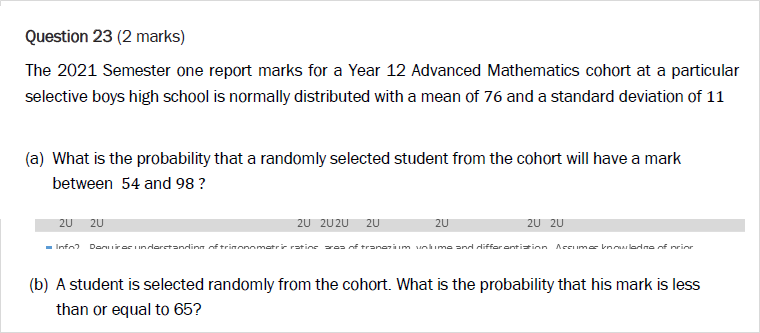 Question 23 (2 marks)
The 2021 Semester one report marks for a Year 12 Advanced Mathematics cohort at a particular
selective boys high school is normally distributed with a mean of 76 and a standard deviation of 11
(a) What is the probability that a randomly selected student from the cohort will have a mark
between 54 and 98 ?
2U 2U 2U 2U2U 2U 2U 2U 2U
Info? Requires understanding of trigonometric ratios, area of trapezium, volume and differentiation. Assumes knowledge of prior
(b) A student is selected randomly from the cohort. What is the probability that his mark is less
than or equal to 65?